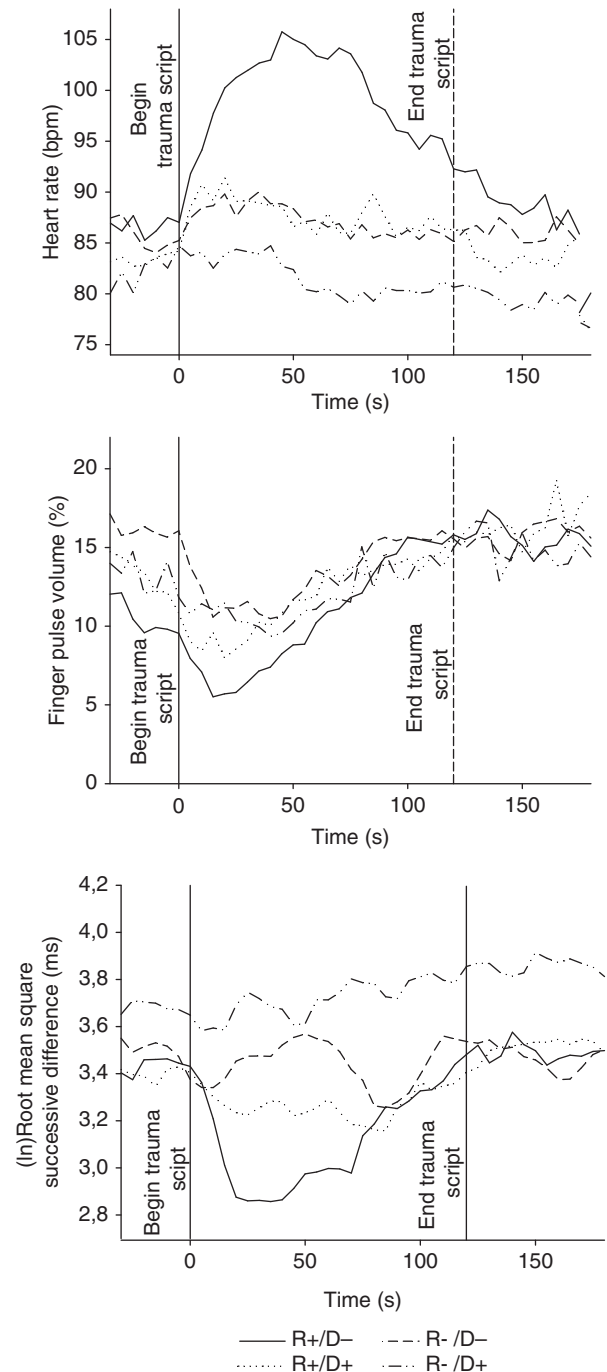 105
100
95
90
85
80
75
Heart rate (bpm)
Begin
trauma script
End trauma
script
0
50
100
150
Time (s)
20
15
10
5
0
Finger pulse volume (%)
Begin trauma
script
End trauma
script
0
50
100
150
Time (s)
4,2
4,0
3,8
3,6
3,4
3,2
3,0
2,8
(ln)Root mean square
successive difference (ms)
Begin trauma
scipt
End trauma
script
0
50
100
150
Time (s)
R+/D– R- /D–
R+/D+ R- /D+